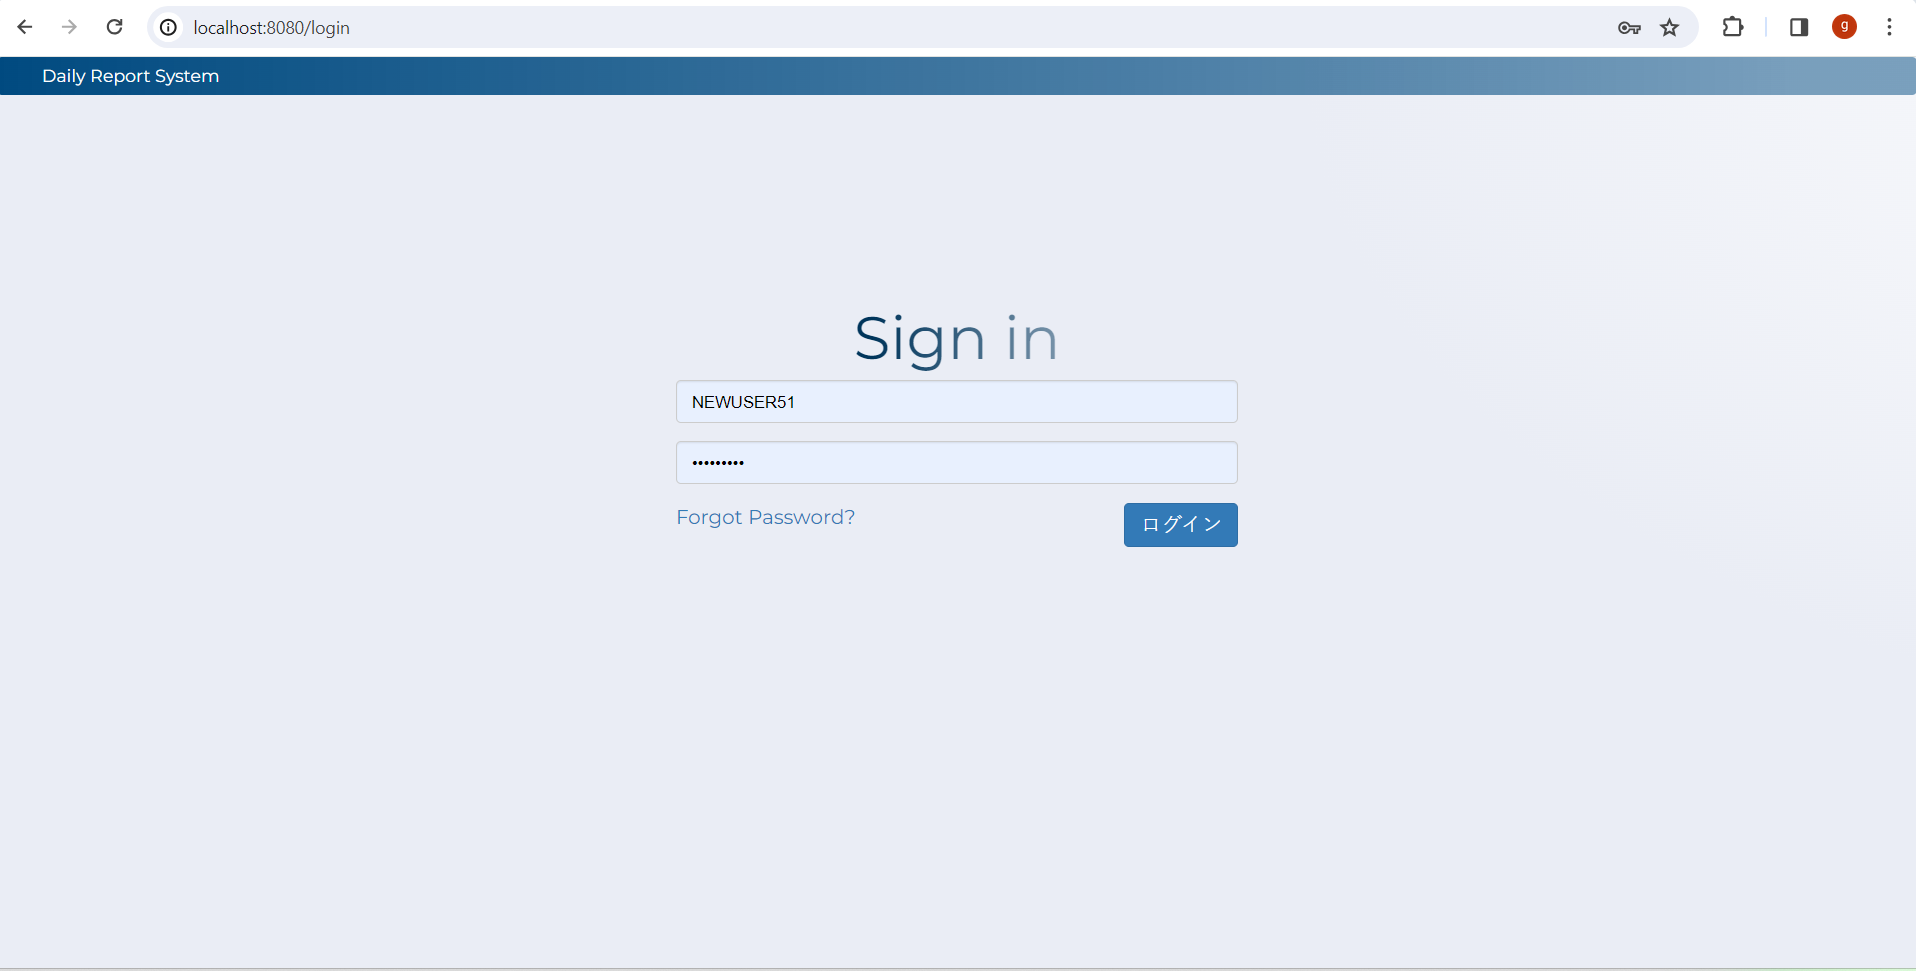 localhost:8080/login
g
Daily Report System
Sign in
NEWUSER51
•••••••••
Forgot Password?
ログイン